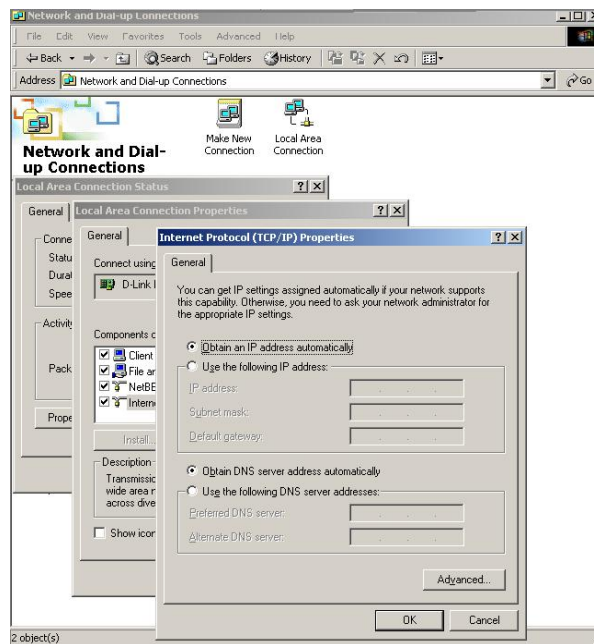 Network and Dial-up Connections
File Edit View Favorites Tools Advanced Help
Back Search Folders History
Address Network and Dial-up Connections Go
Network and Dial-up Connections
Make New Connection
Local Area Connection
Local Area Connection Status
General
Conne
Statu
Durat
Spee
Activity
Pack
Prope
Local Area Connection Properties
General
Connect using
D-Link
Components c
Client
File ar
NetBE
Intern
Install...
Description
Transmissic
wide area r
across dive
Show icor
Internet Protocol (TCP/IP) Properties
General
You can get IP settings assigned automatically if your network supports
this capability. Otherwise, you need to ask your network administrator for
the appropriate IP settings.
Obtain an IP address automatically
Use the following IP address:
IP address:
Subnet mask:
Default gateway:
Obtain DNS server address automatically
Use the following DNS server addresses:
Preferred DNS server:
Alternate DNS server:
Advanced...
OK Cancel
2 object(s)